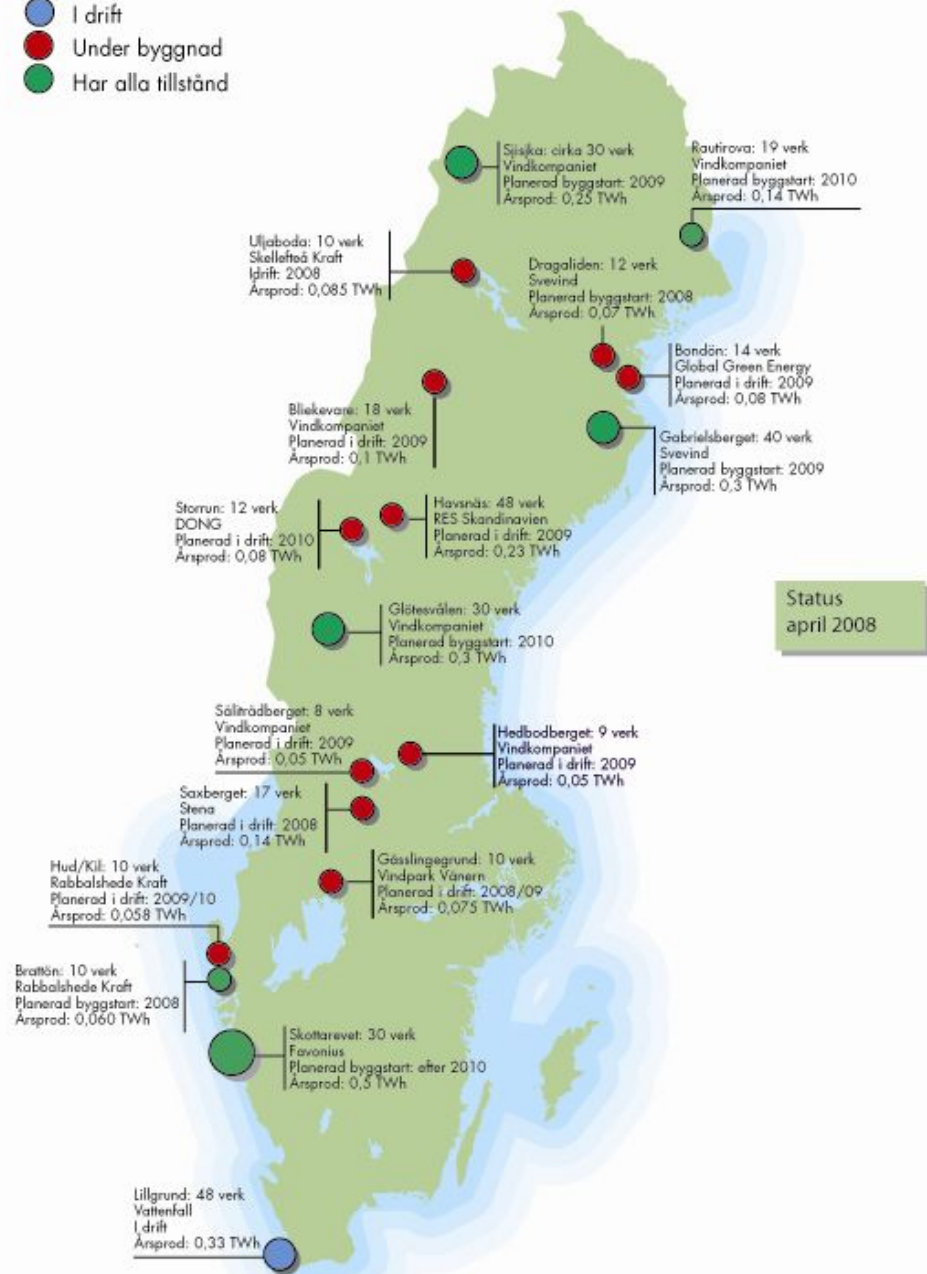 I drift
Under byggnad
Har alla tillstånd
Sjisjka: cirka 30 verk
Vindkompaniet
Planerad byggstart: 2009
Årsprod: 0,25 TWh
Rautirova: 19 verk
Vindkompaniet
Planerad byggstart: 2010
Årsprod: 0,14 TWh
Uljaboda: 10 verk
Skellefteå Kraft
Idrift: 2008
Årsprod: 0,085 TWh
Dragaliden: 12 verk
Svevind
Planerad byggstart: 2008
Årsprod: 0,07 TWh
Bondön: 14 verk
Global Green Energy
Planerad i drift: 2009
Årsprod: 0,08 TWh
Bliekevare: 18 verk
Vindkompaniet
Planerad i drift: 2009
Årsprod: 0,1 TWh
Gabrielsberget: 40 verk
Svevind
Planerad byggstart: 2009
Årsprod: 0,3 TWh
Storrun: 12 verk
DONG
Planerad i drift: 2010
Årsprod: 0,08 TWh
Havsnäs: 48 verk
RES Skandinavien
Planerad i drift: 2009
Årsprod: 0,23 TWh
Status
april 2008
Glötesvålen: 30 verk
Vindkompaniet
Planerad byggstart: 2010
Årsprod: 0,3 TWh
Säliträdberget: 8 verk
Vindkompaniet
Planerad i drift: 2009
Årsprod: 0,05 TWh
Hedbodberget: 9 verk
Vindkompaniet
Planerad i drift: 2009
Årsprod: 0,05 TWh
Saxberget: 17 verk
Stena
Planerad i drift: 2008
Årsprod: 0,14 TWh
Gässlingegrund: 10 verk
Vindpark Vänern
Planerad i drift: 2008/09
Årsprod: 0,075 TWh
Hud/Kil: 10 verk
Rabbalshede Kraft
Planerad i drift: 2009/10
Årsprod: 0,058 TWh
Brattön: 10 verk
Rabbalshede Kraft
Planerad byggstart: 2008
Årsprod: 0,060 TWh
Skottarevet: 30 verk
Favonius
Planerad byggstart: efter 2010
Årsprod: 0,5 TWh
Lillgrund: 48 verk
Vattenfall
I drift
Årsprod: 0,33 TWh